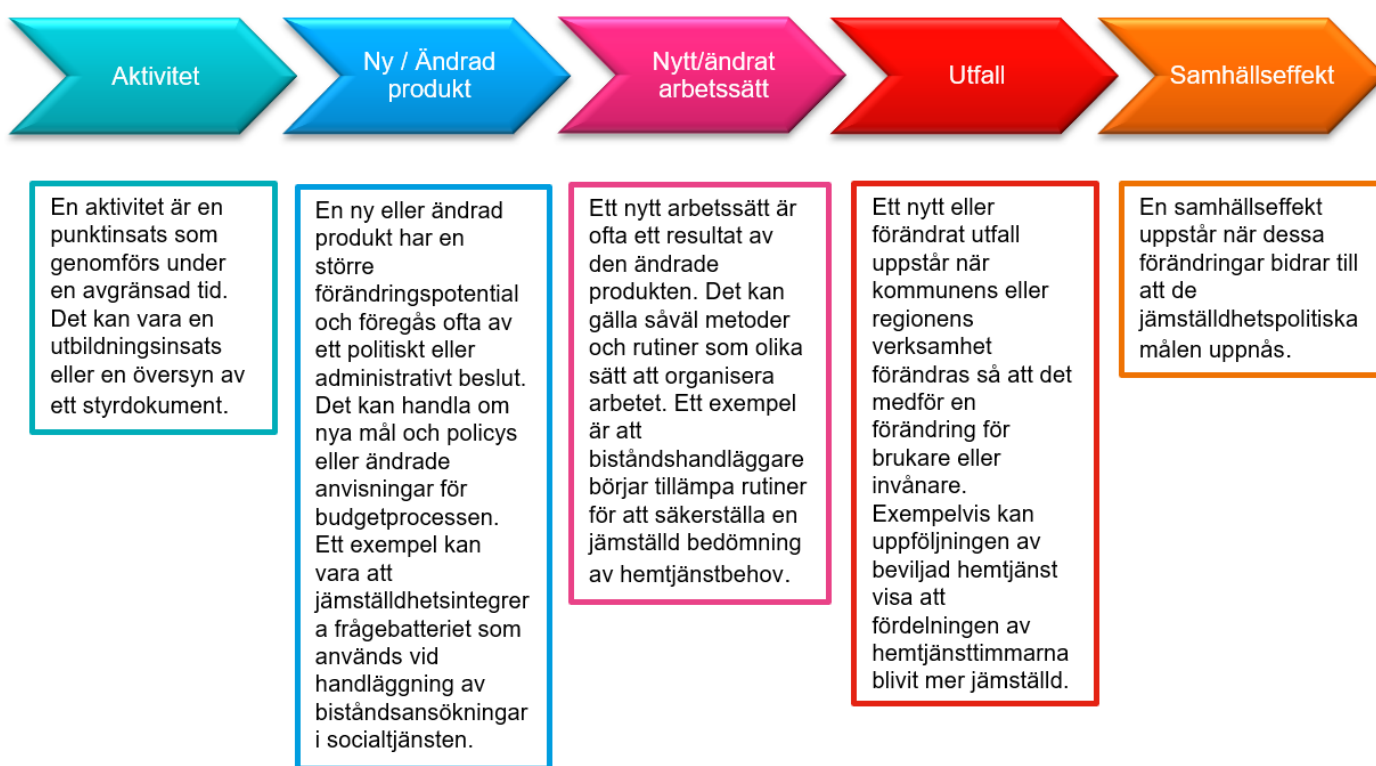 Aktivitet
Ny / Ändrad
produkt
Nytt/ändrat
arbetssätt
Utfall
Samhällseffekt
En aktivitet är en
punktinsats som
genomförs under
en avgränsad tid.
Det kan vara en
utbildningsinsats
eller en översyn av
ett styrdokument.
En ny eller ändrad
produkt har en
större
förändringspotential
och föregås ofta av
ett politiskt eller
administrativt beslut.
Det kan handla om
nya mål och policys
eller ändrade
anvisningar för
budgetprocessen.
Ett exempel kan
vara att
jämställdhetsintegrer
a frågebatteriet som
används vid
handläggning av
biståndsansökningar
i socialtjänsten.
Ett nytt arbetssätt är
ofta ett resultat av
den ändrade
produkten. Det kan
gälla såväl metoder
och rutiner som olika
sätt att organisera
arbetet. Ett exempel
är att
biståndshandläggare
börjar tillämpa rutiner
för att säkerställa en
jämställd bedömning
av hemtjänstbehov.
Ett nytt eller
förändrat utfall
uppstår när
kommunens eller
regionens
verksamhet
förändras så att det
medför en
förändring för
brukare eller
invånare.
Exempelvis kan
uppföljningen av
beviljad hemtjänst
visa att
fördelningen av
hemtjänsttimmarna
blivit mer jämställd.
En samhällseffekt
uppstår när dessa
förändringar bidrar till
att de
jämställdhetspolitiska
målen uppnås.